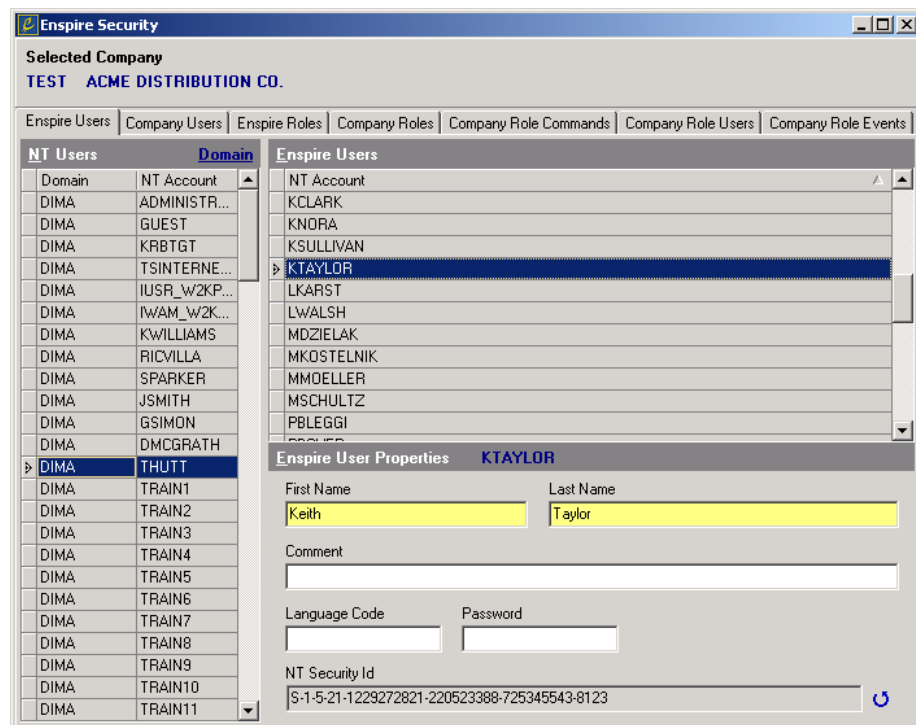 Enspire Security
Selected Company
TEST ACME DISTRIBUTION CO.
Enspire Users Company Users Enspire Roles Company Roles Company Role Commands Company Role Users Company Role Events
NT Users Domain
Domain NT Account
DIMA ADMINISTR...
DIMA GUEST
DIMA KRBTGT
DIMA TSINTERNE...
DIMA IUSR_W2KP...
DIMA IWAM_W2K...
DIMA KWILLIAMS
DIMA RICVILLA
DIMA SPARKER
DIMA JSMITH
DIMA GSIMON
DIMA DMCGRATH
DIMA THUTT
DIMA TRAIN1
DIMA TRAIN2
DIMA TRAIN3
DIMA TRAIN4
DIMA TRAIN5
DIMA TRAIN6
DIMA TRAIN7
DIMA TRAIN8
DIMA TRAIN9
DIMA TRAIN10
DIMA TRAIN11
Enspire Users
NT Account
KCLARK
KNORA
KSULLIVAN
KTAYLOR
LKARST
LWALSH
MDZIELAK
MKOSTELNIK
MMOELLER
MSCHULTZ
PBLEGGI
Enspire User Properties KTAYLOR
First Name Last Name
Keith Taylor
Comment
Language Code Password
NT Security Id
S-1-5-21-1229272821-220523388-725345543-8123